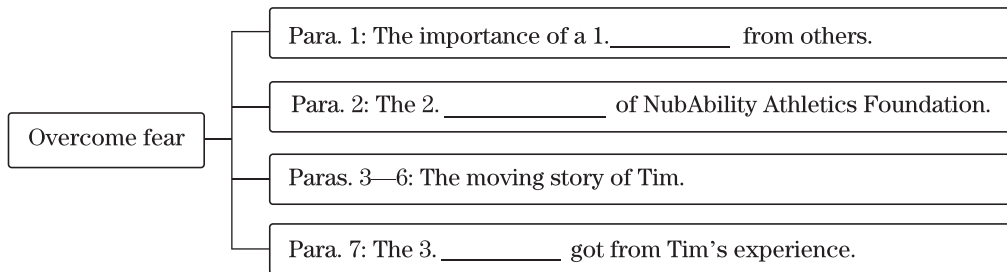 Para. 1: The importance of a 1.__________ from others.
Para. 2: The 2. ______________ of NubAbility Athletics Foundation.
Overcome fear
Paras. 3—6: The moving story of Tim.
Para. 7: The 3.__________ got from Tim's experience.